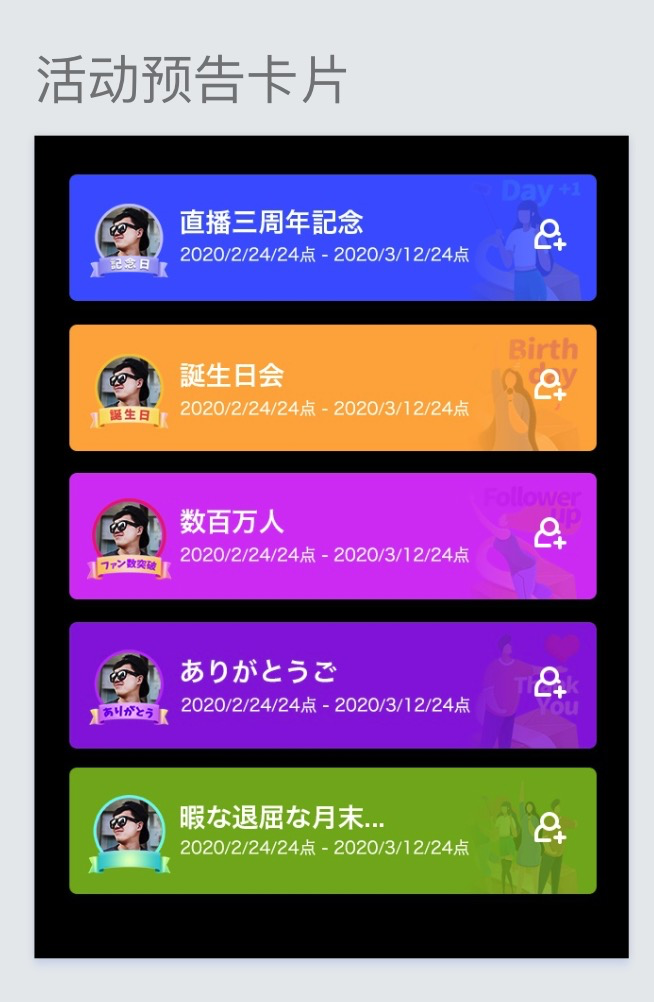 活动预告卡片
Day +1
直播三周年記念
2020/2/24/24点 - 2020/3/12/24点
記念日
Birth
day
誕生日会
2020/2/24/24点 - 2020/3/12/24点
誕生日
Follower
up
数百万人
2020/2/24/24点 - 2020/3/12/24点
ファン数突破
ありがとうご
2020/2/24/24点 - 2020/3/12/24点
ありがとう
Thank
You
暇な退屈な月末...
2020/2/24/24点 - 2020/3/12/24点